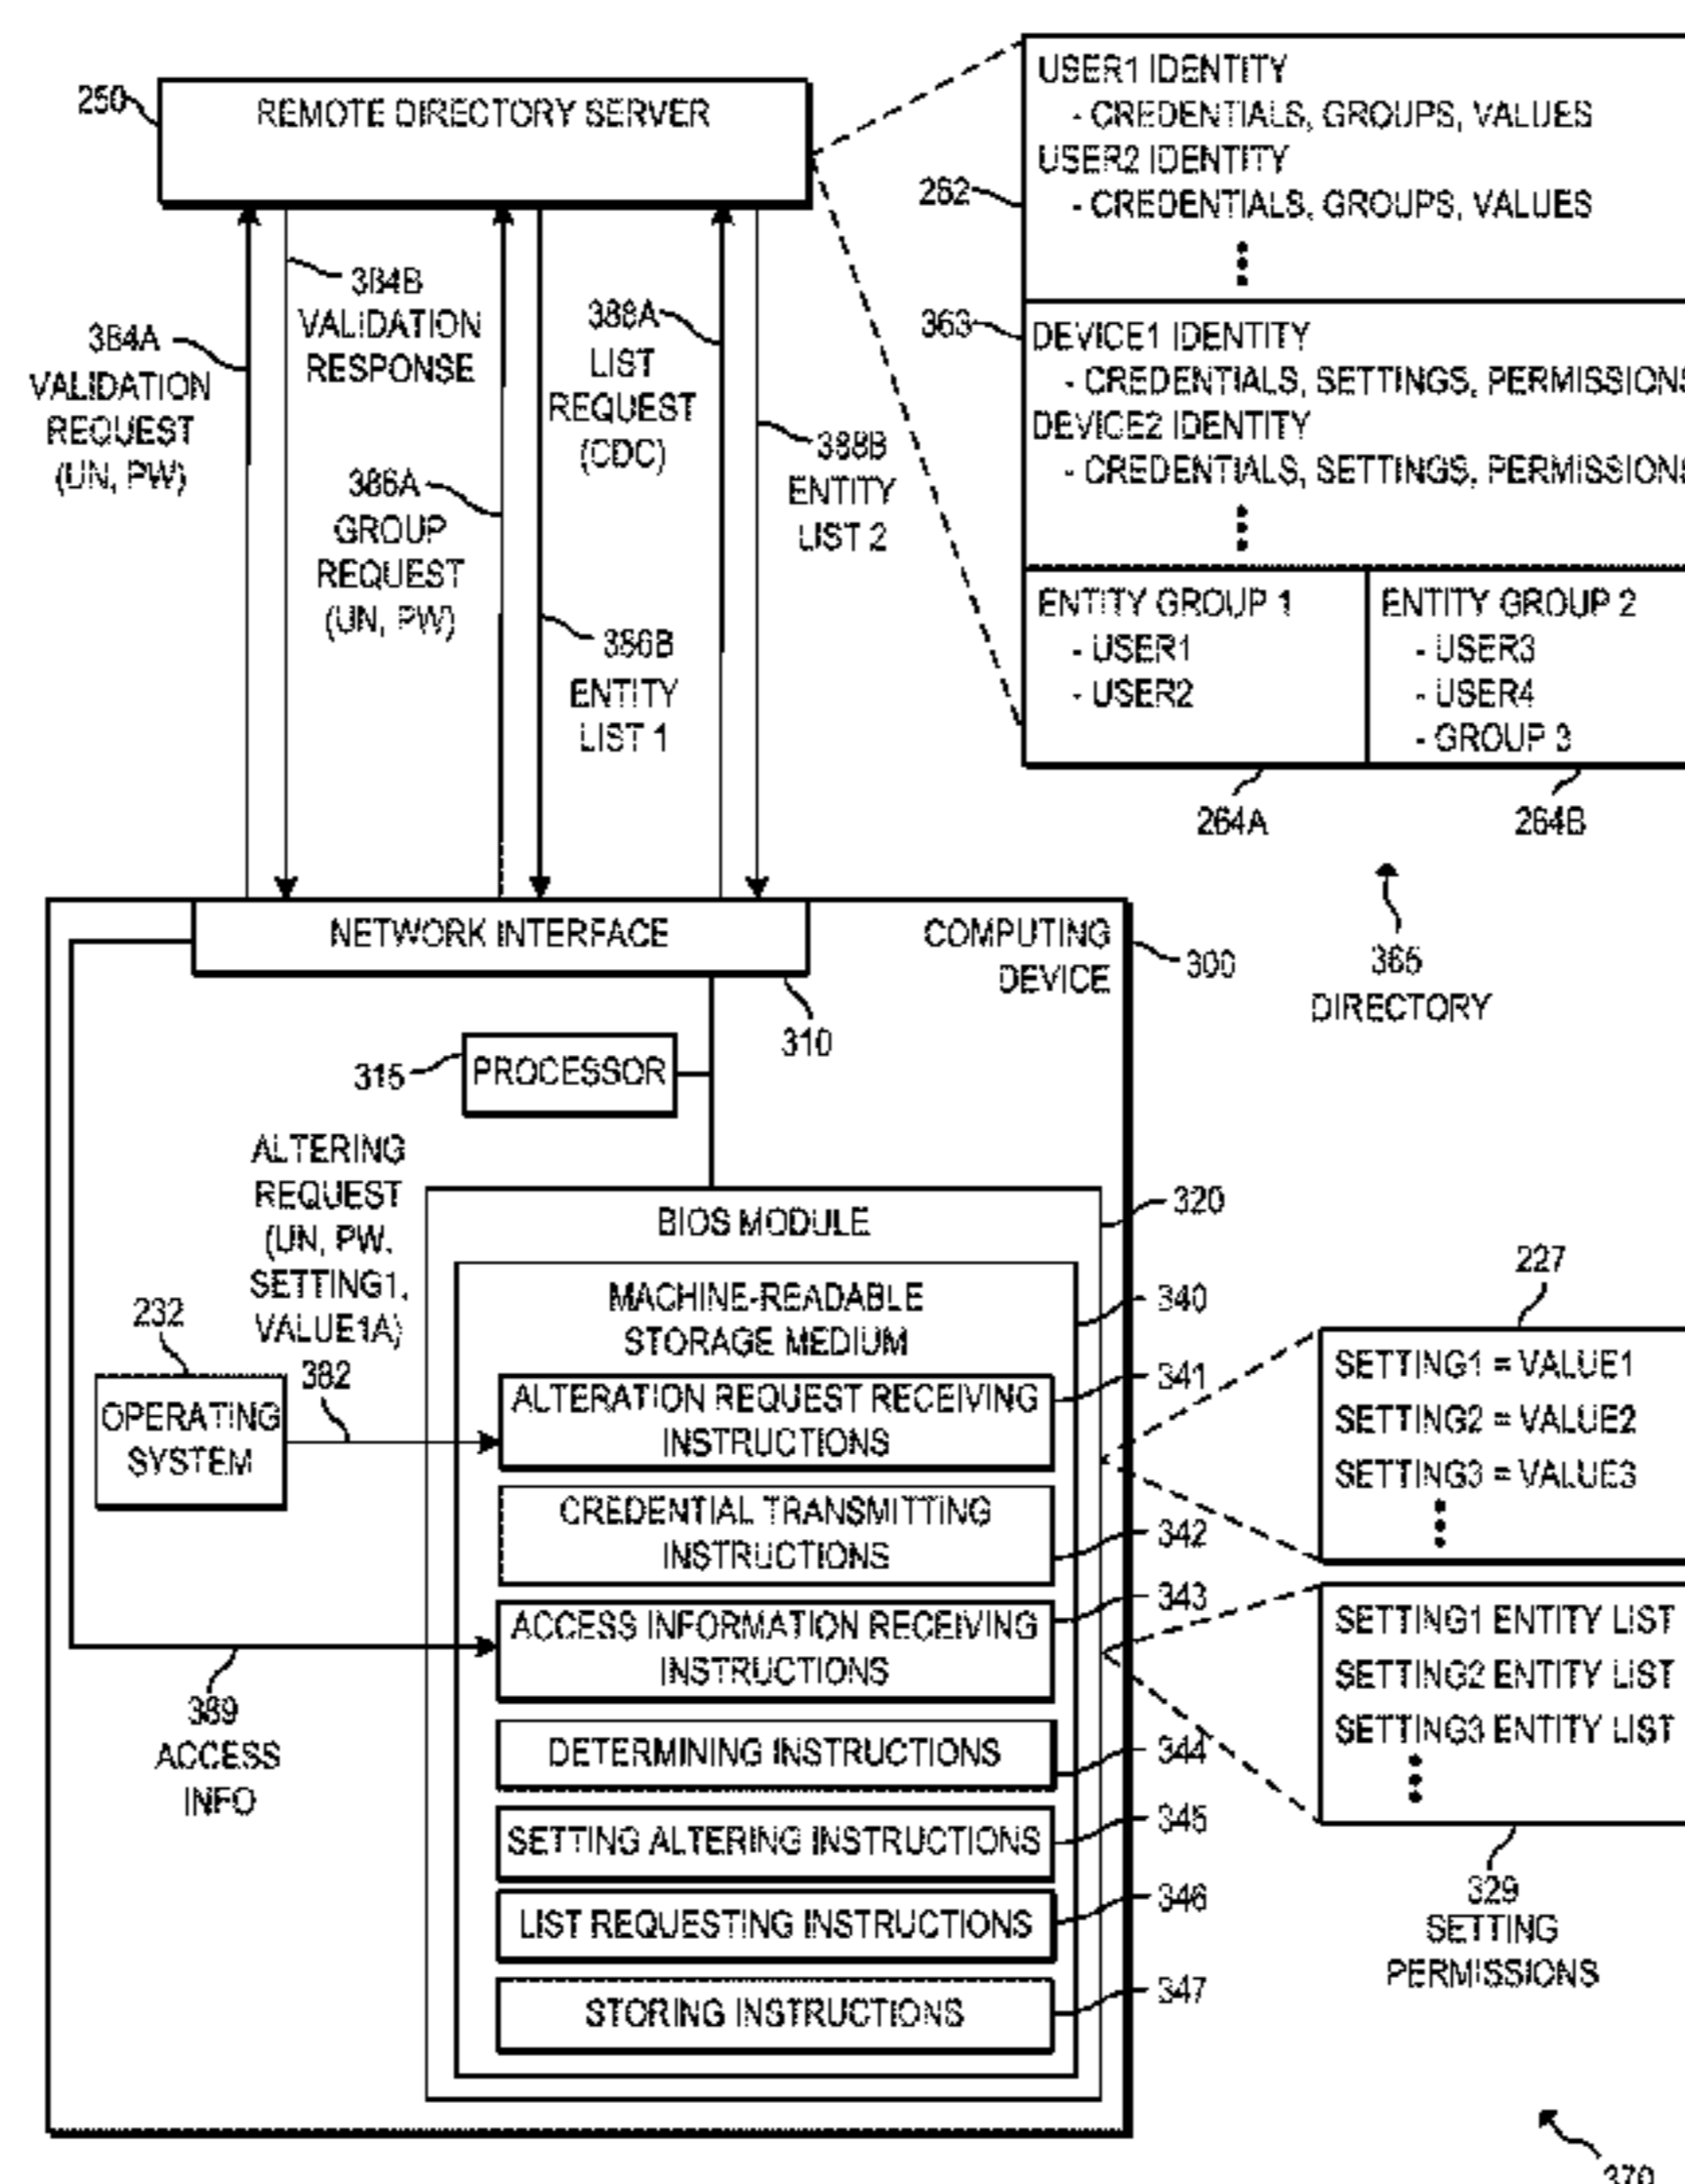 250
REMOTE DIRECTORY SERVER
USER1 IDENTITY
- CREDENTIALS, GROUPS, VALUES
USER2 IDENTITY
- CREDENTIALS, GROUPS, VALUES
262
363
DEVICE1 IDENTITY
- CREDENTIALS, SETTINGS, PERMISSIONS
DEVICE2 IDENTITY
- CREDENTIALS, SETTINGS, PERMISSIONS
ENTITY GROUP 1
- USER1
- USER2
ENTITY GROUP 2
- USER3
- USER4
- GROUP 3
264A
264B
365
DIRECTORY
384A
VALIDATION
REQUEST
(UN, PW)
384B
VALIDATION
RESPONSE
386A
GROUP
REQUEST
(UN, PW)
386B
ENTITY
LIST 1
388A
LIST
REQUEST
(CDC)
388B
ENTITY
LIST 2
NETWORK INTERFACE
COMPUTING
DEVICE
300
310
315
PROCESSOR
ALTERING
REQUEST
(UN, PW,
SETTING1,
VALUE1A)
382
232
OPERATING
SYSTEM
BIOS MODULE
320
MACHINE-READABLE
STORAGE MEDIUM
340
ALTERATION REQUEST RECEIVING
INSTRUCTIONS
341
CREDENTIAL TRANSMITTING
INSTRUCTIONS
342
ACCESS INFORMATION RECEIVING
INSTRUCTIONS
343
DETERMINING INSTRUCTIONS
344
SETTING ALTERING INSTRUCTIONS
345
LIST REQUESTING INSTRUCTIONS
346
STORING INSTRUCTIONS
347
389
ACCESS
INFO
227
SETTING1 = VALUE1
SETTING2 = VALUE2
SETTING3 = VALUE3
SETTING1 ENTITY LIST
SETTING2 ENTITY LIST
SETTING3 ENTITY LIST
329
SETTING
PERMISSIONS
370